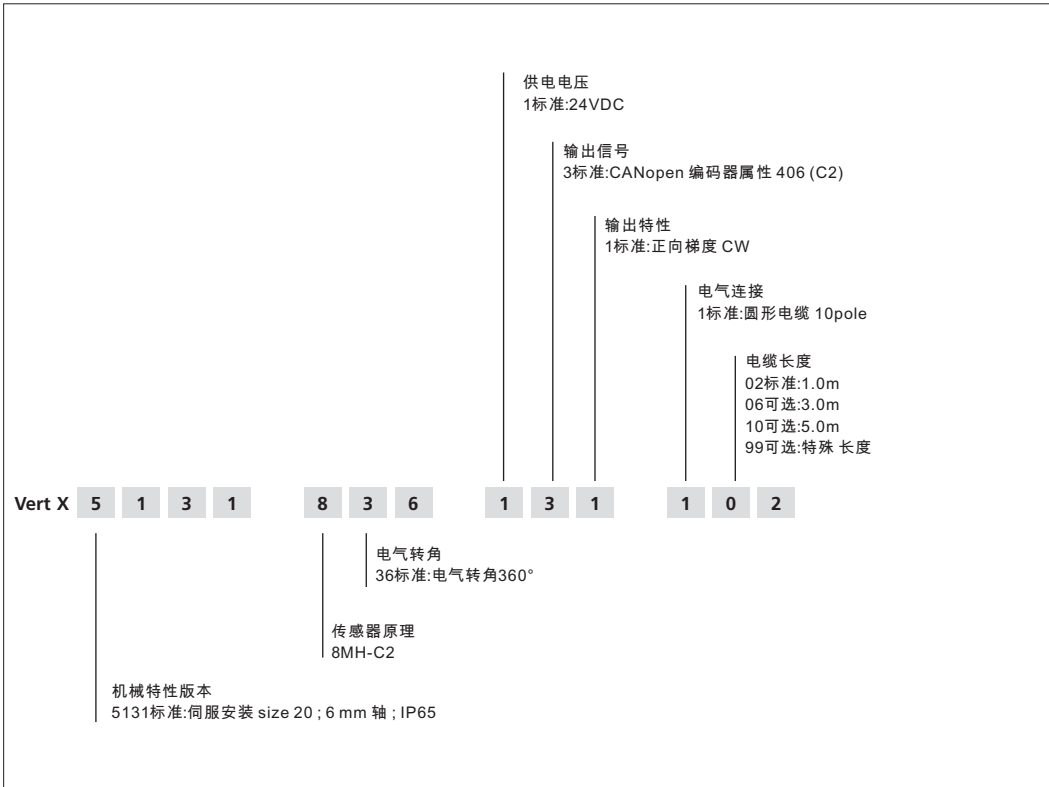 供电电压
1标准:24VDC
输出信号
3标准:CANopen 编码器属性 406 (C2)
输出特性
1标准:正向梯度 CW
电气连接
1标准:圆形电缆 10pole
电缆长度
02标准:1.0m
06可选:3.0m
10可选:5.0m
99可选:特殊 长度
Vert X 5 1 3 1 8 3 6 1 3 1 1 0 2
电气转角
36标准:电气转角360°
传感器原理
8MH-C2
机械特性版本
5131标准:伺服安装 size 20 ; 6 mm 轴 ; IP65